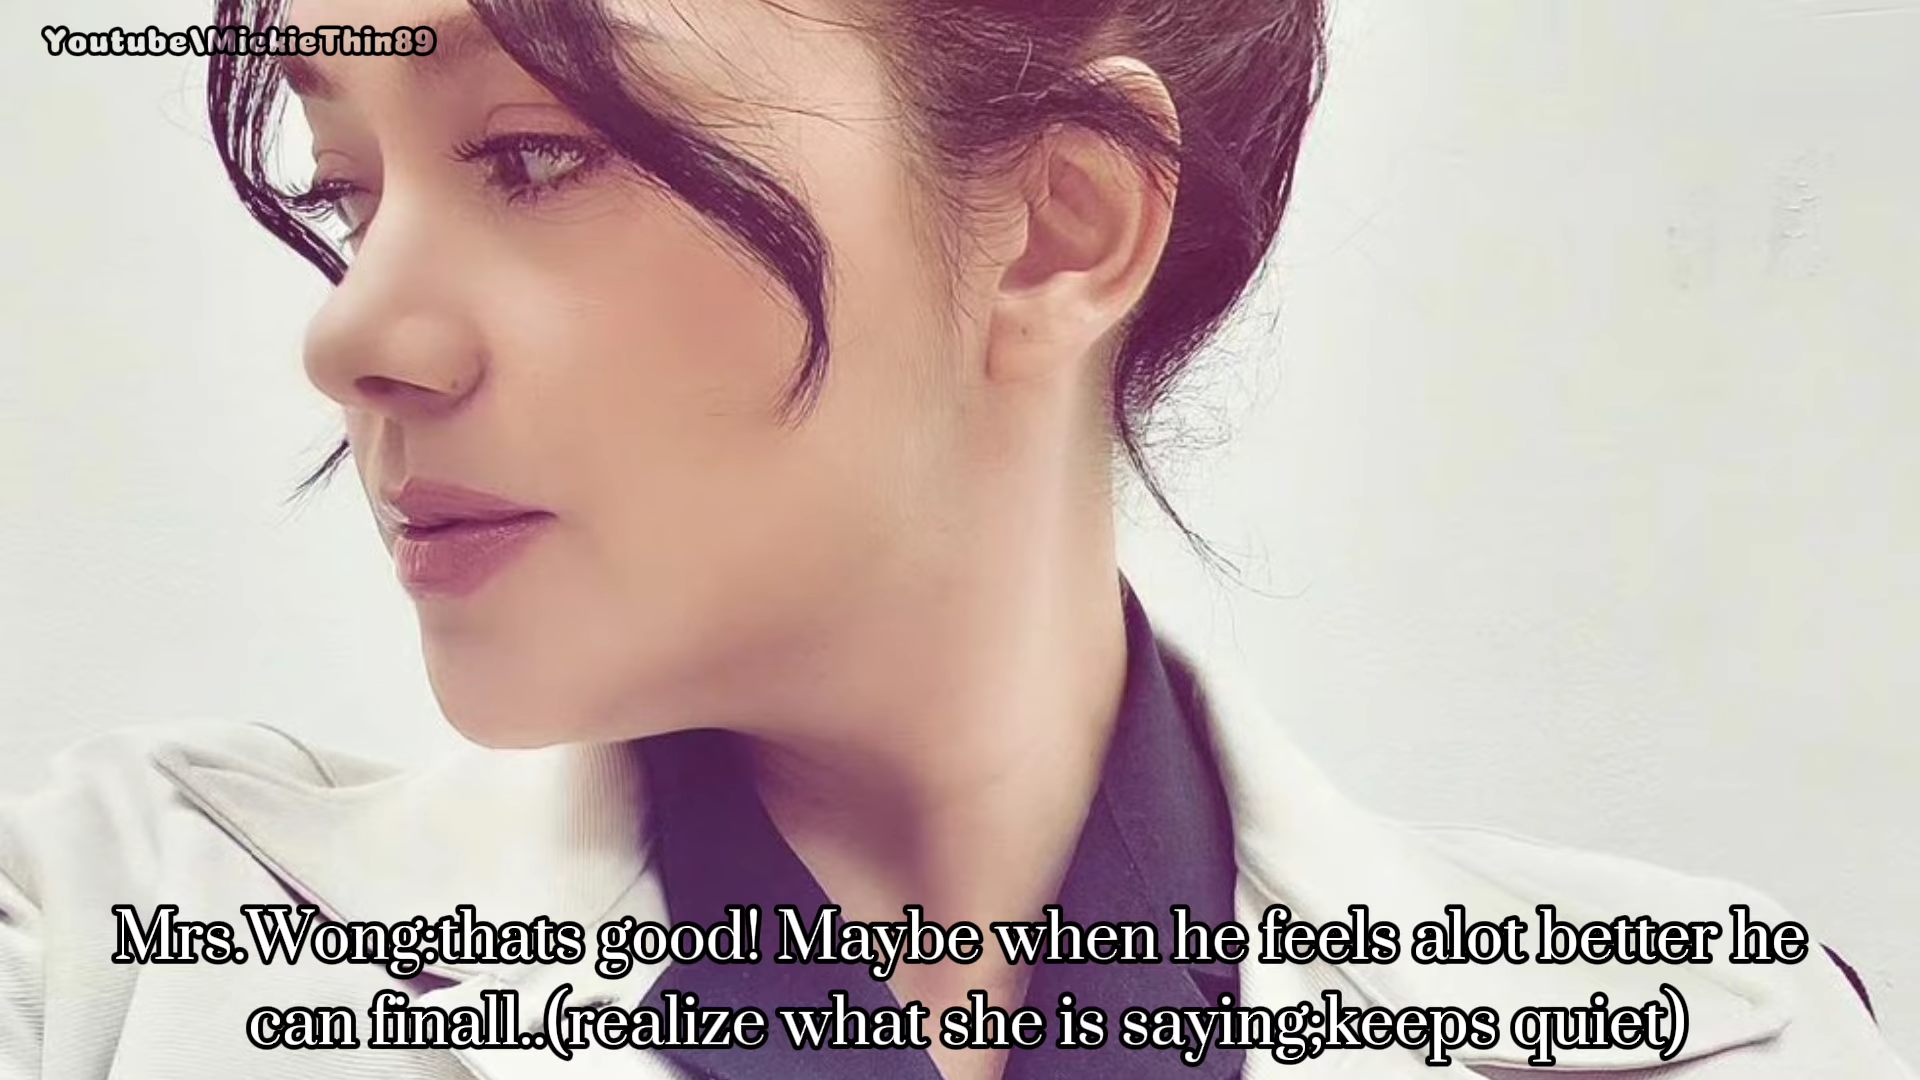 Youtube\MickieThin89
Mrs.Wong:thats good! Maybe when he feels alot better he
can finall..(realize what she is saying;keeps quiet)